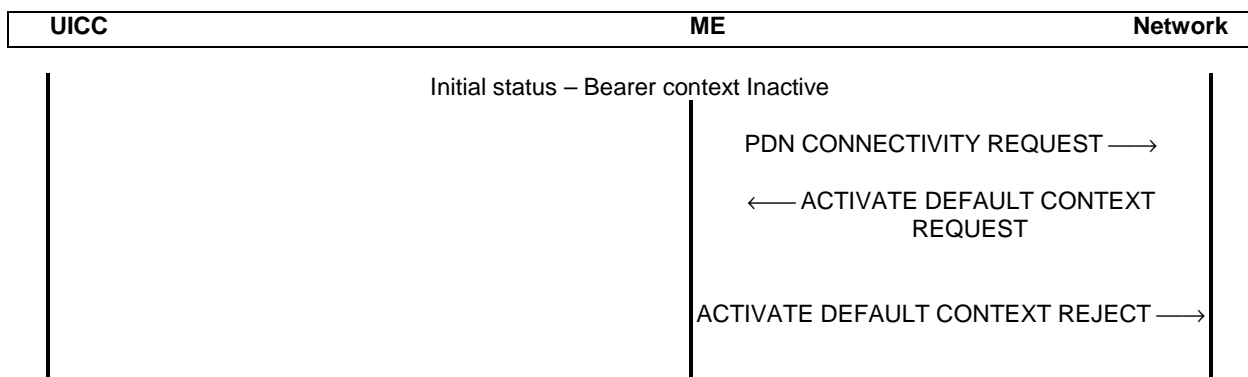 UICC ME Network
Initial status – Bearer context Inactive
PDN CONNECTIVITY REQUEST ⟶
⟵ ACTIVATE DEFAULT CONTEXT
REQUEST
ACTIVATE DEFAULT CONTEXT REJECT ⟶